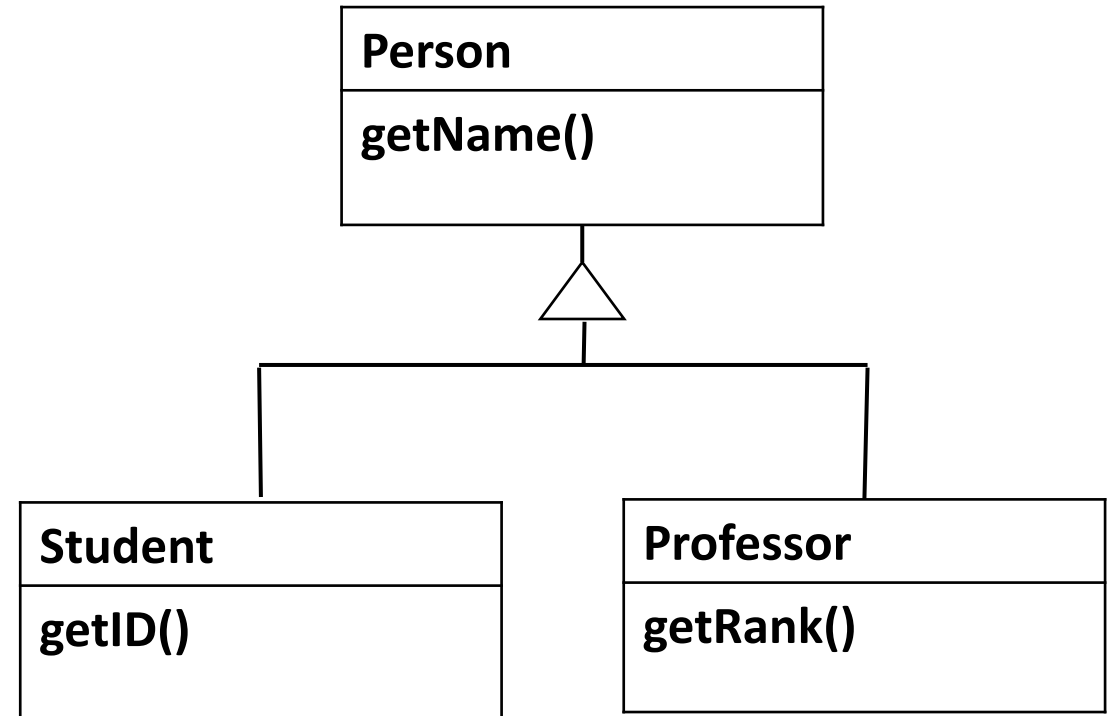 Person
getName()
Student
getID()
Professor
getRank()